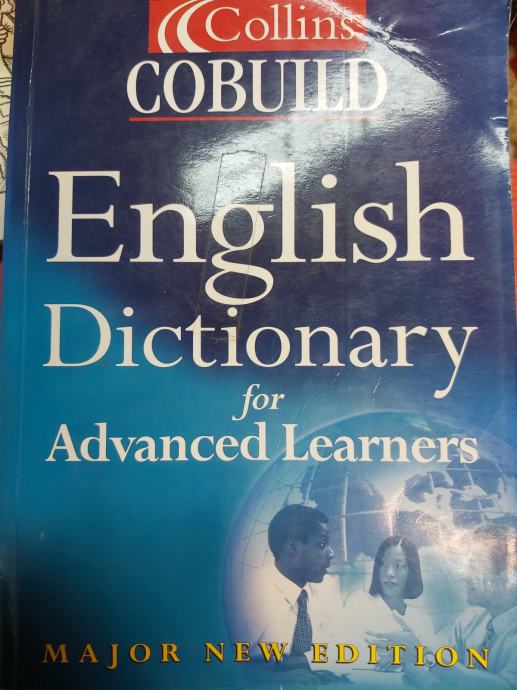 Collins
COBUILD
English
Dictionary
for
Advanced Learners
MAJOR NEW EDITION